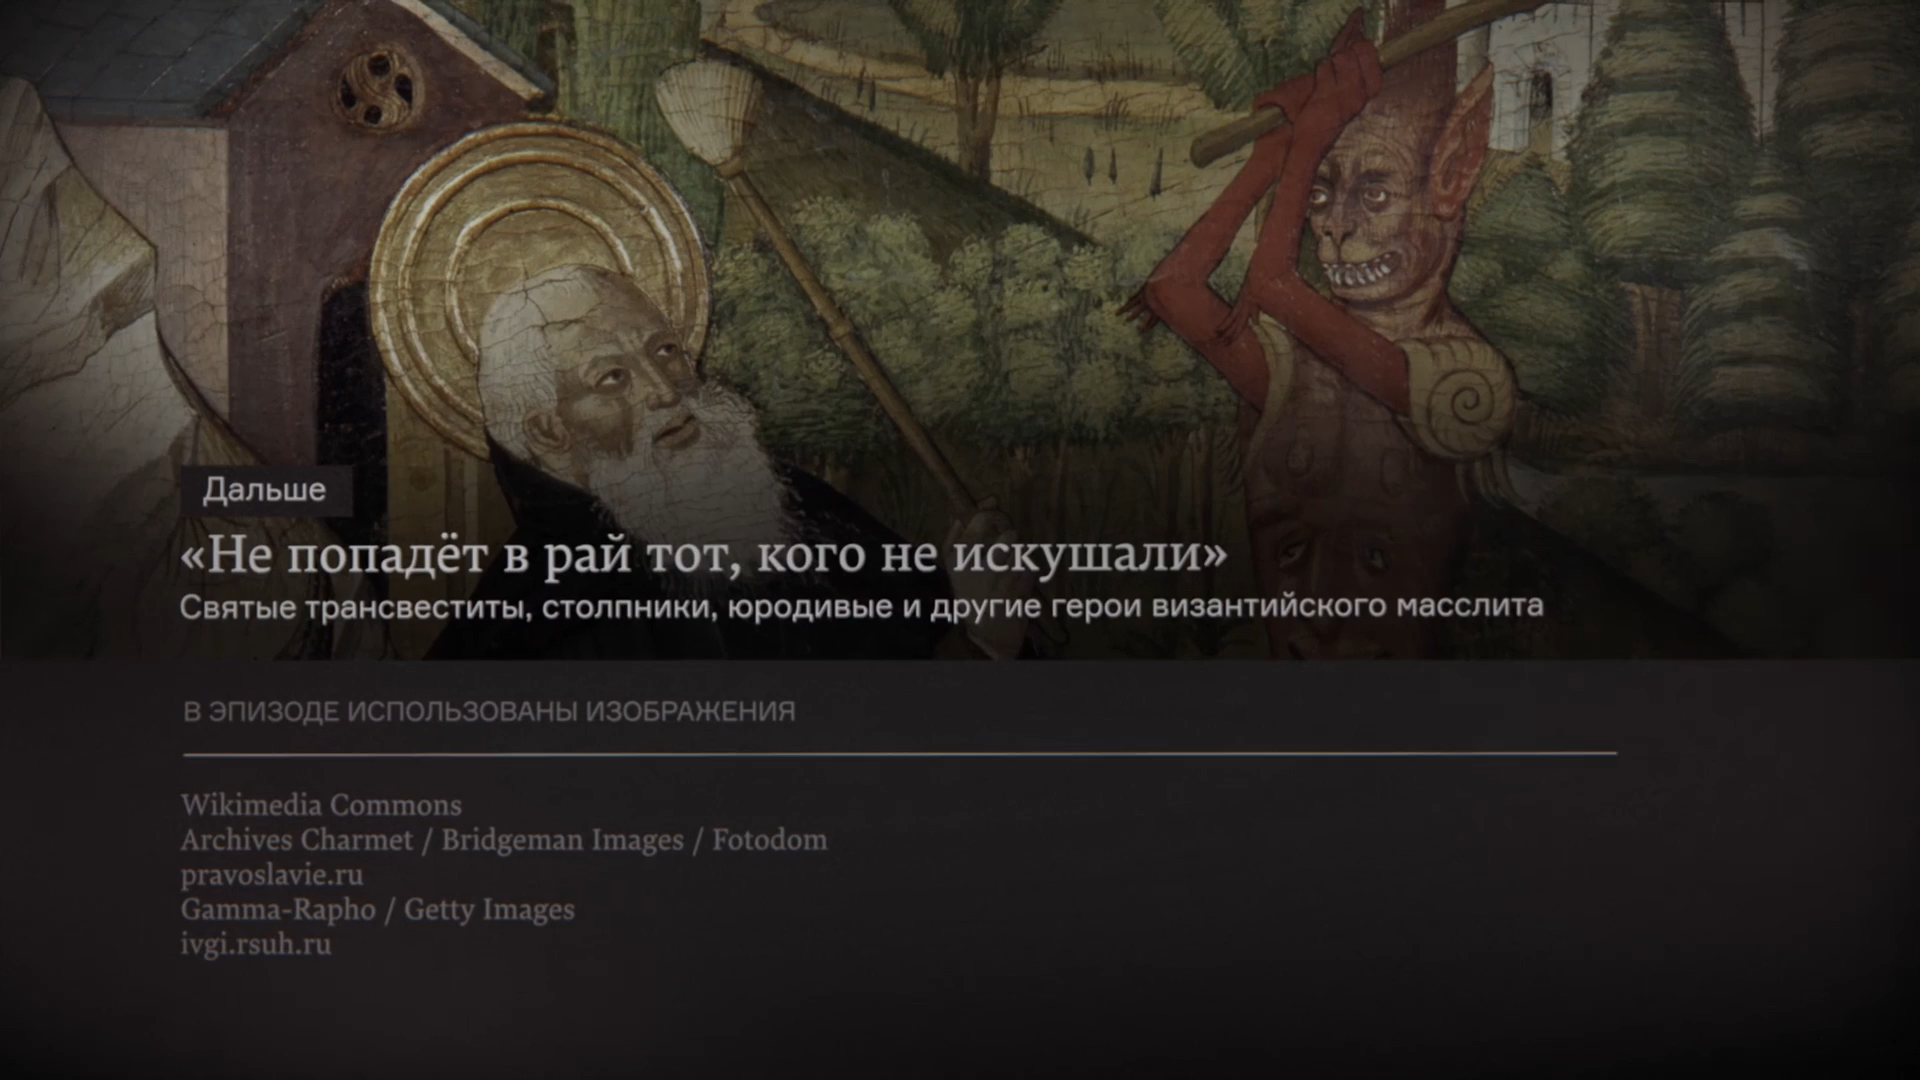 Дальше
«Не попадёт в рай тот, кого не искушали»
Святые трансвеститы, столпники, юродивые и другие герои византийского масслита
В ЭПИЗОДЕ ИСПОЛЬЗОВАНЫ ИЗОБРАЖЕНИЯ
Wikimedia Commons
Archives Charmet / Bridgeman Images / Fotodom
pravoslavie.ru
Gamma-Rapho / Getty Images
ivgi.rsuh.ru